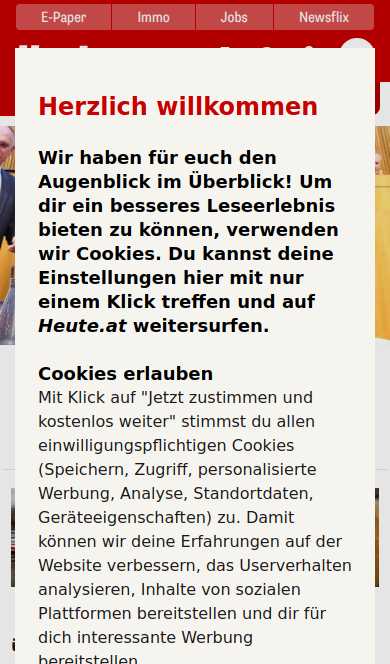 E-Paper
Immo
Jobs
Newsflix
Herzlich willkommen
Wir haben für euch den
Augenblick im Überblick! Um
dir ein besseres Leseerlebnis
bieten zu können, verwenden
wir Cookies. Du kannst deine
Einstellungen hier mit nur
einem Klick treffen und auf
Heute.at weitersurfen.
Cookies erlauben
Mit Klick auf "Jetzt zustimmen und
kostenlos weiter" stimmst du allen
einwilligungspflichtigen Cookies
(Speichern, Zugriff, personalisierte
Werbung, Analyse, Standortdaten,
Geräteeigenschaften) zu. Damit
können wir deine Erfahrungen auf der
Website verbessern, das Userverhalten
analysieren, Inhalte von sozialen
Plattformen bereitstellen und dir für
dich interessante Werbung
bereitstellen